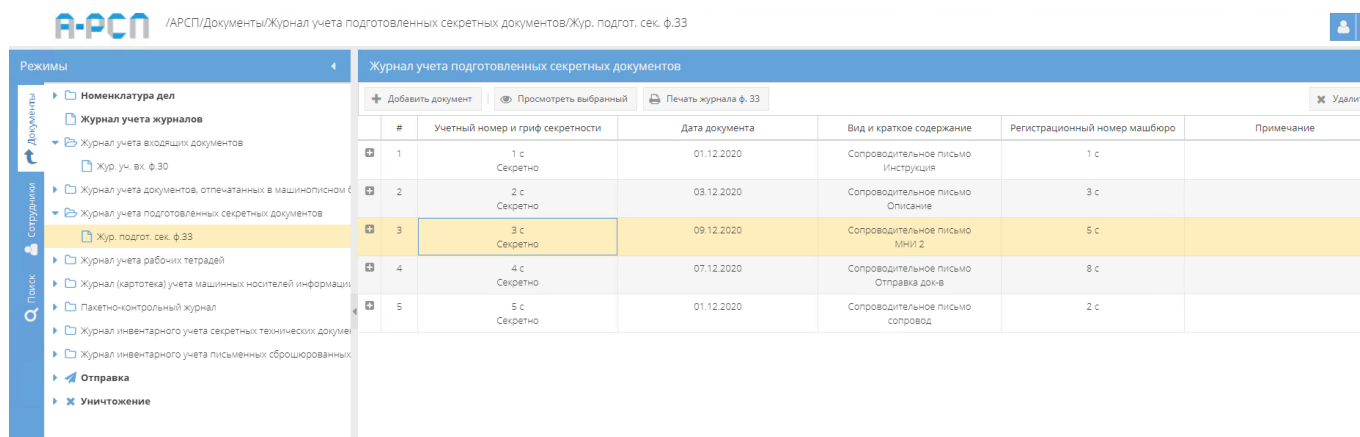 А-РСП
/АРСП/Документы/Журнал учета подготовленных секретных документов/Жур. подгот. сек. ф.33
Режимы
Документы
Сотрудники
Поиск
Номенклатура дел
Журнал учета журналов
Журнал учета входящих документов
Жур. уч. вх. ф.30
Журнал учета документов, отпечатанных в машинописном б
Журнал учета подготовленных секретных документов
Жур. подгот. сек. ф.33
Журнал учета рабочих тетрадей
Журнал (картотека) учета машинных носителей информации
Пакетно-контрольный журнал
Журнал инвентарного учета секретных технических докумен
Журнал инвентарного учета письменных сброшюрованных
Отправка
Уничтожение
Журнал учета подготовленных секретных документов
Добавить документ Просмотреть выбранный Печать журнала ф. 33 Удалит
# Учетный номер и гриф секретности Дата документа Вид и краткое содержание Регистрационный номер машбюро Примечание
1 1 с 01.12.2020 Сопроводительное письмо 1 с
Секретно Инструкция
2 2 с 03.12.2020 Сопроводительное письмо 3 с
Секретно Описание
3 3 с 09.12.2020 Сопроводительное письмо 5 с
Секретно МНИ 2
4 4 с 07.12.2020 Сопроводительное письмо 8 с
Секретно Отправка док-в
5 5 с 01.12.2020 Сопроводительное письмо 2 с
Секретно сопровод